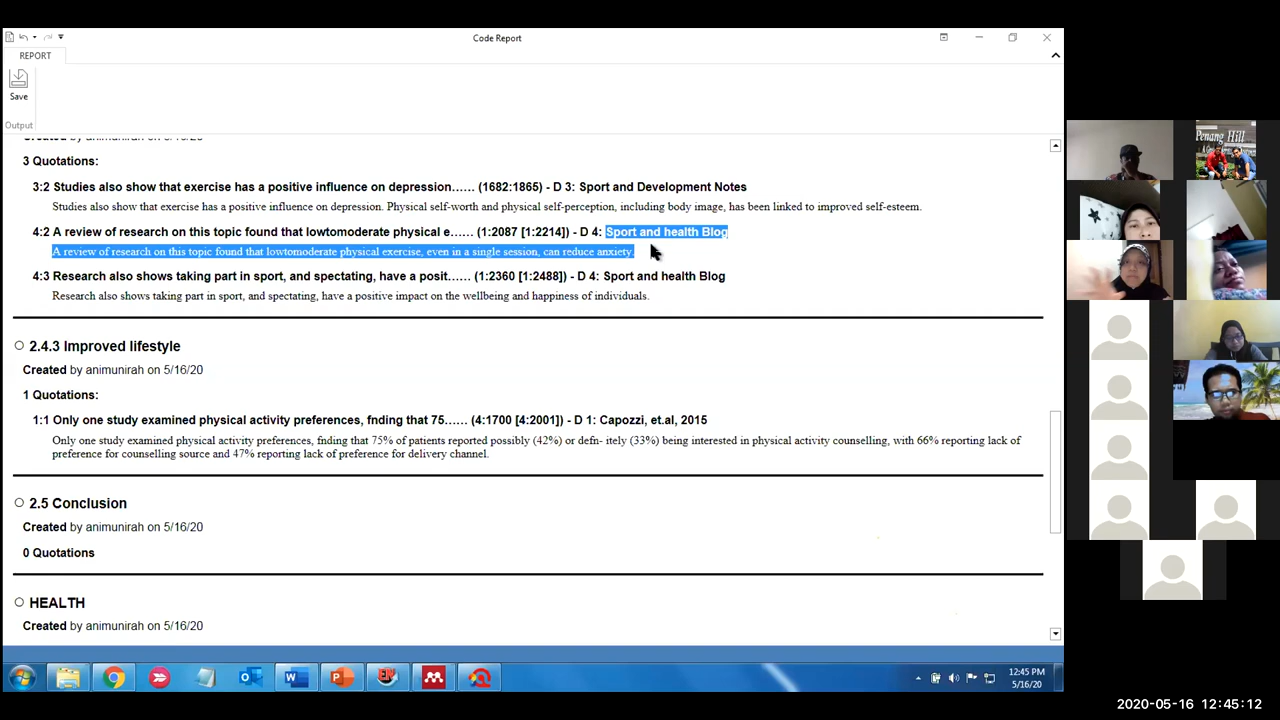 Code Report
REPORT
Save
Output
Created by animunirah on 5/16/20
3 Quotations:
3:2 Studies also show that exercise has a positive influence on depression…… (1682:1865) - D 3: Sport and Development Notes
Studies also show that exercise has a positive influence on depression. Physical self-worth and physical self-perception, including body image, has been linked to improved self-esteem.
4:2 A review of research on this topic found that lowtomoderate physical e…… (1:2087 [1:2214]) - D 4: Sport and health Blog
A review of research on this topic found that lowtomoderate physical exercise, even in a single session, can reduce anxiety.
4:3 Research also shows taking part in sport, and spectating, have a posit…… (1:2360 [1:2488]) - D 4: Sport and health Blog
Research also shows taking part in sport, and spectating, have a positive impact on the wellbeing and happiness of individuals.
2.4.3 Improved lifestyle
Created by animunirah on 5/16/20
1 Quotations:
1:1 Only one study examined physical activity preferences, fnding that 75…… (4:1700 [4:2001]) - D 1: Capozzi, et.al, 2015
Only one study examined physical activity preferences, fnding that 75% of patients reported possibly (42%) or defn- itely (33%) being interested in physical activity counselling, with 66% reporting lack of
preference for counselling source and 47% reporting lack of preference for delivery channel.
2.5 Conclusion
Created by animunirah on 5/16/20
0 Quotations
HEALTH
Created by animunirah on 5/16/20
Penang Hill
12:45 PM
5/16/20
2020-05-16 12:45:12